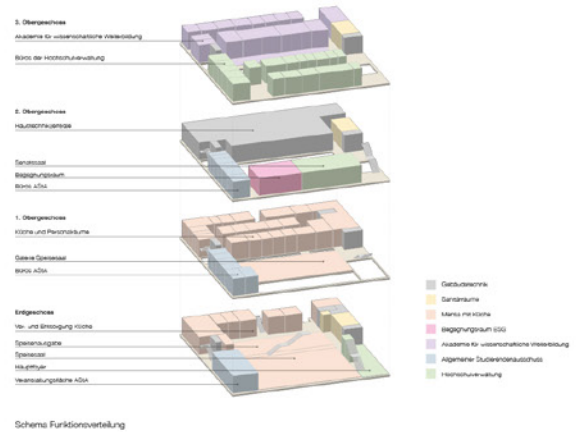 3. Obergeschoss
Akademie für wissenschaftliche Weiterbildung
Büros der Hochschulverwaltung
2. Obergeschoss
Haustechnikzentrale
Senatssaal
Begegnungsraum
Büros AStA
1. Obergeschoss
Küche und Personalräume
Galerie Speisesaal
Büros AStA
Erdgeschoss
Ver- und Entsorgung Küche
Speisenausgabe
Speisesaal
Hauptfoyer
Veranstaltungsfläche AStA
Gebäudetechnik
Sanitärräume
Mensa mit Küche
Begegnungsraum ESG
Akademie für wissenschaftliche Weiterbildung
Allgemeiner Studierendenausschuss
Hochschulverwaltung
Schema Funktionsverteilung